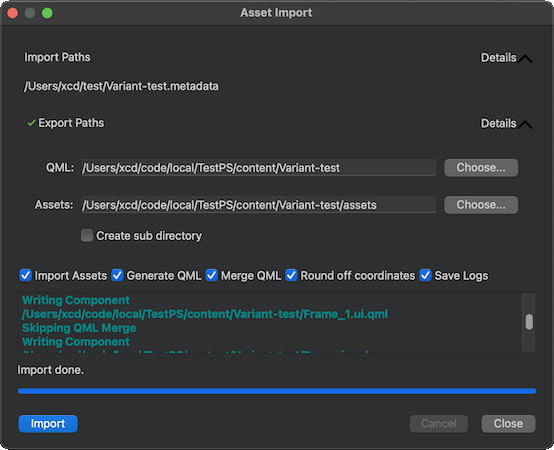 Asset Import
Import Paths
Details
/Users/xcd/test/Variant-test.metadata
Export Paths
Details
QML:
/Users/xcd/code/local/TestPS/content/Variant-test
Choose...
Assets:
/Users/xcd/code/local/TestPS/content/Variant-test/assets
Choose...
Create sub directory
Import Assets
Generate QML
Merge QML
Round off coordinates
Save Logs
Writing Component
/Users/xcd/code/local/TestPS/content/Variant-test/Frame_1.ui.qml
Skipping QML Merge
Writing Component
Import done.
Import
Cancel
Close